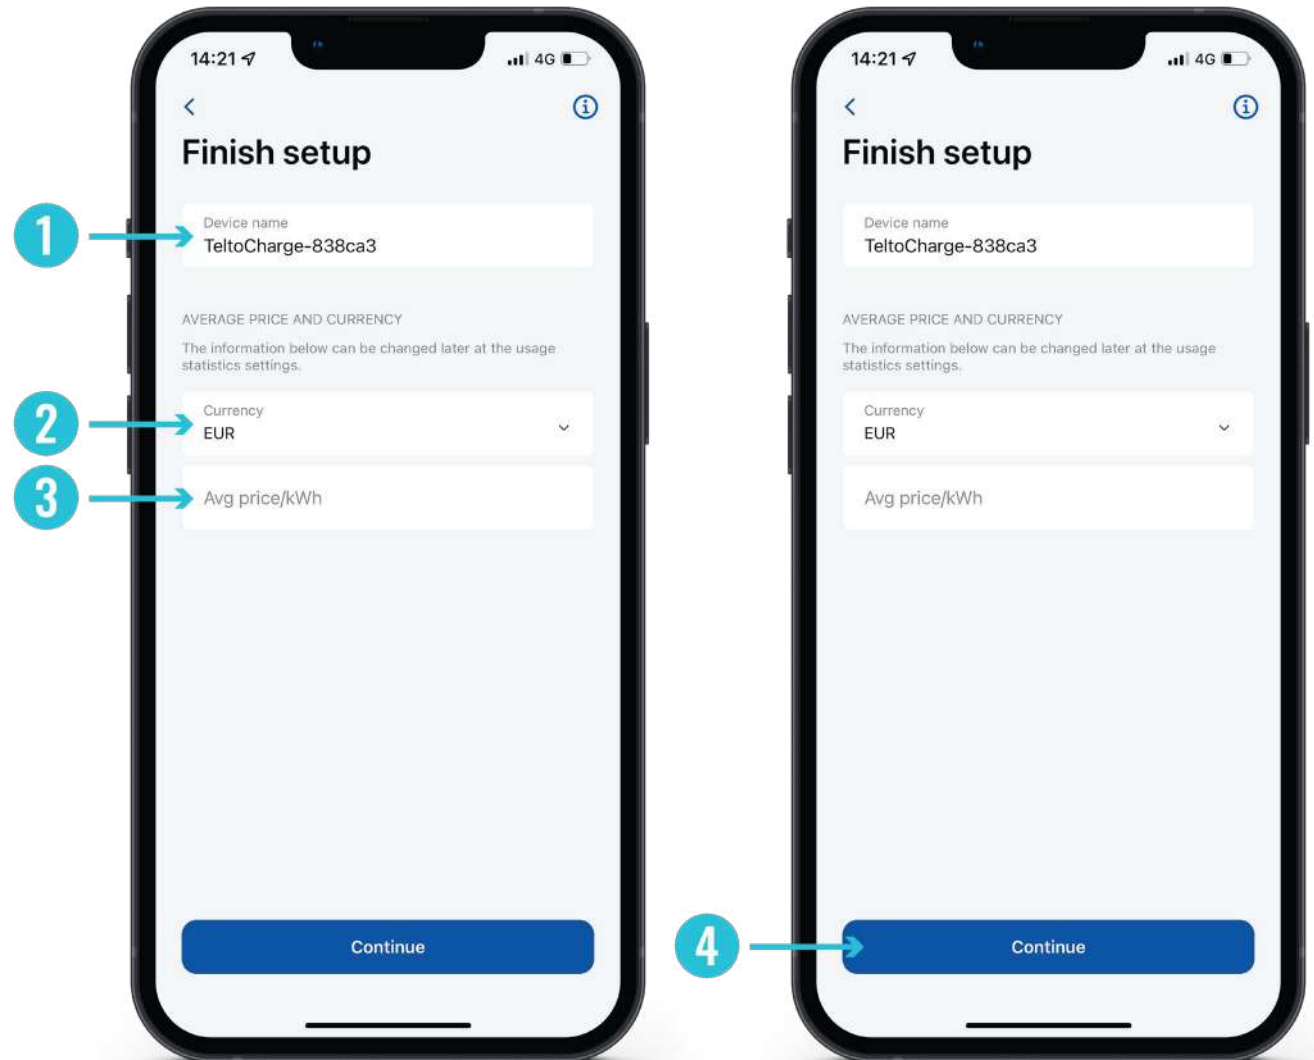 14:21
4G
Finish setup
1
Device name
TeltoCharge-838ca3
AVERAGE PRICE AND CURRENCY
The information below can be changed later at the usage
statistics settings.
2
Currency
EUR
3
Avg price/kWh
Continue
14:21
4G
Finish setup
Device name
TeltoCharge-838ca3
AVERAGE PRICE AND CURRENCY
The information below can be changed later at the usage
statistics settings.
Currency
EUR
Avg price/kWh
4
Continue